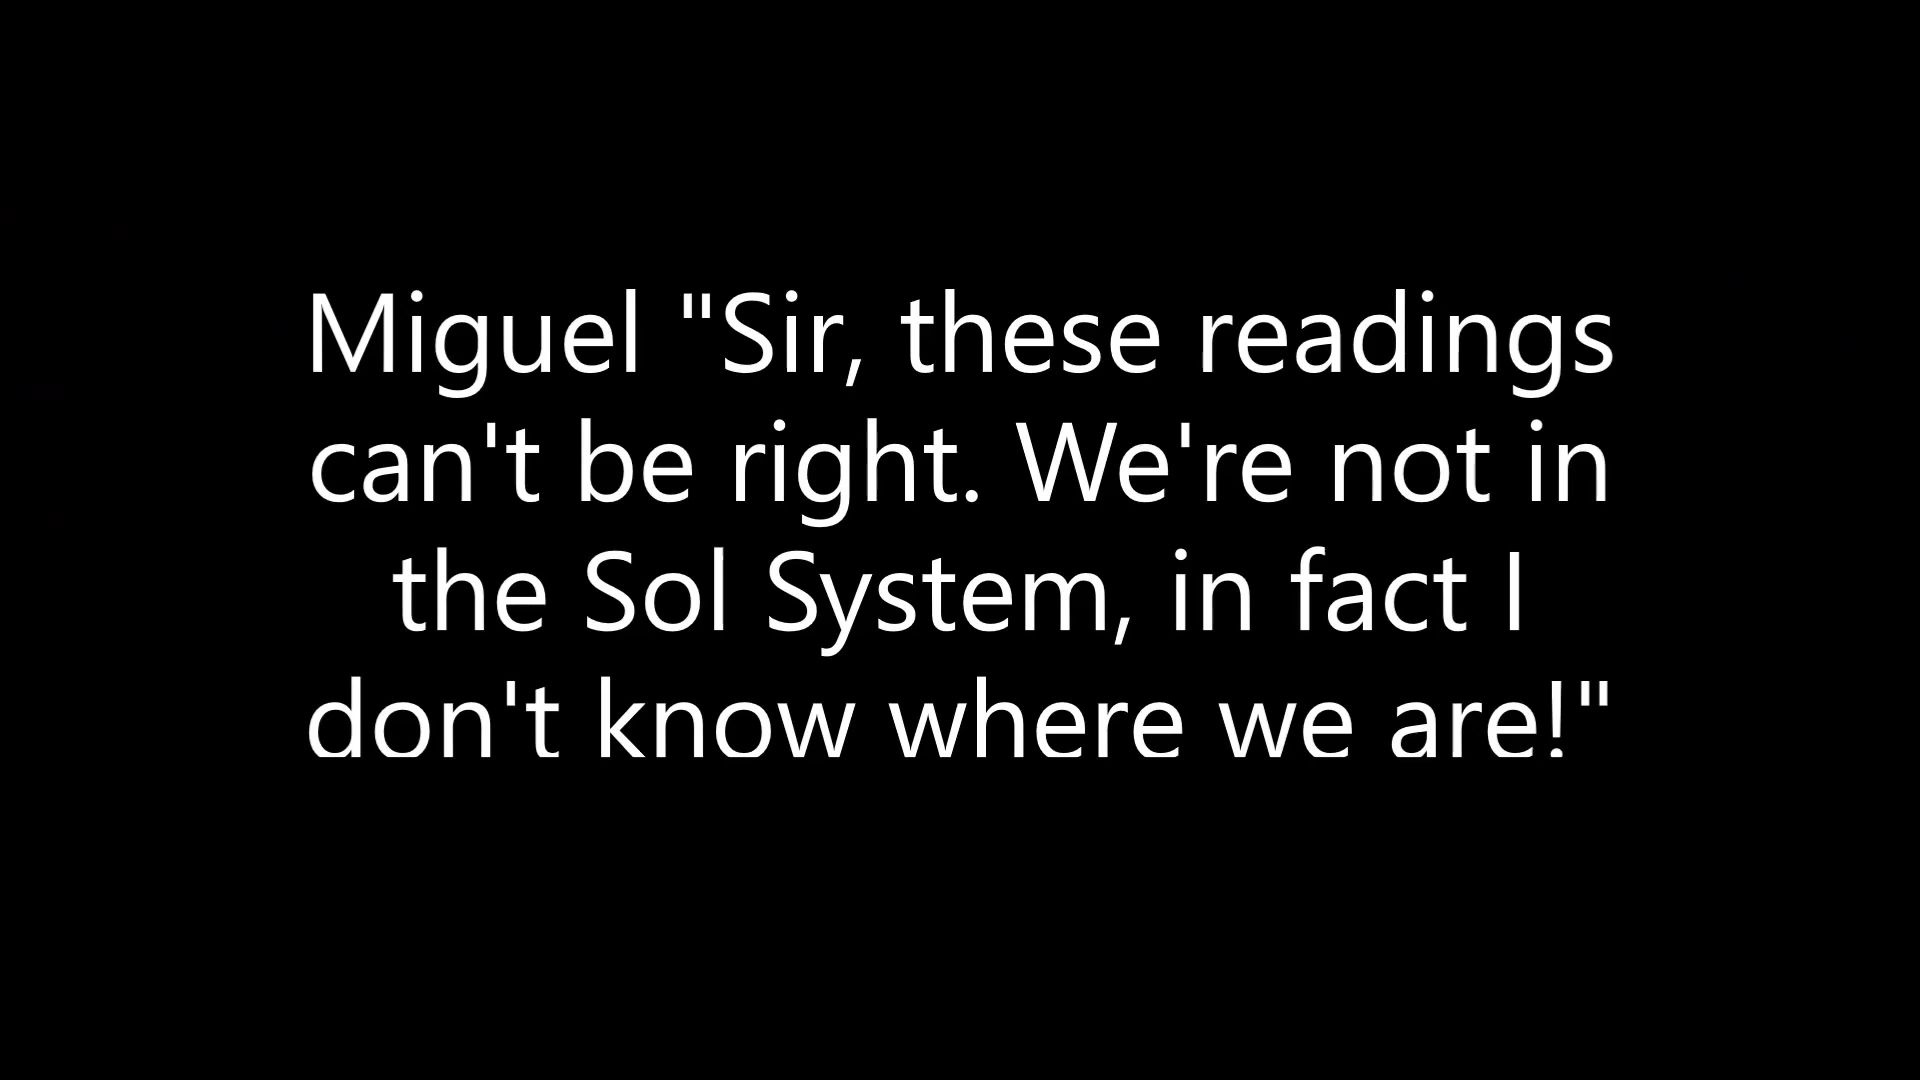 Miguel "Sir, these readings
can't be right. We're not in
the Sol System, in fact I
don't know where we are!"